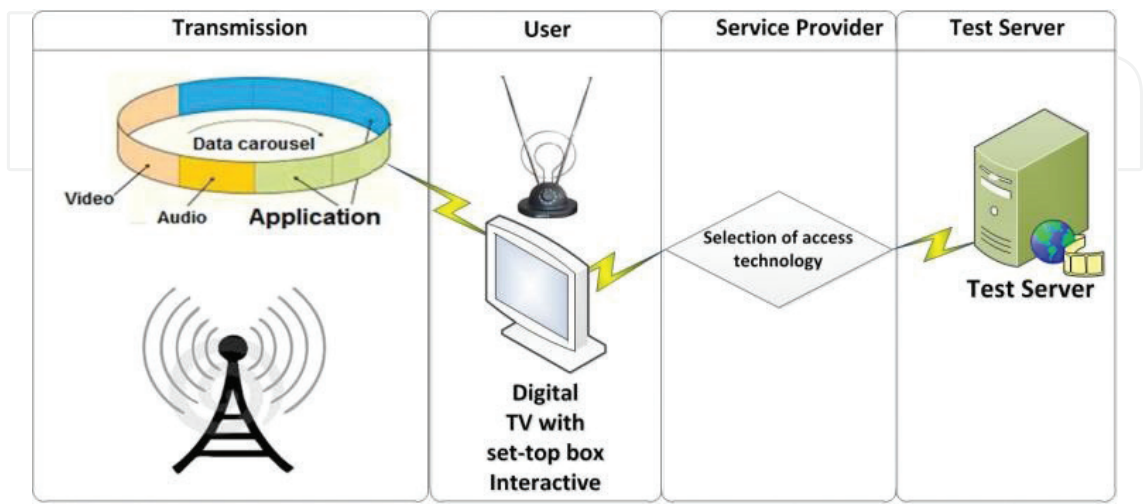 Transmission
User
Service Provider
Test Server
Data carousel
Video
Audio
Application
Digital
TV with
set-top box
Interactive
Selection of access
technology
Test Server